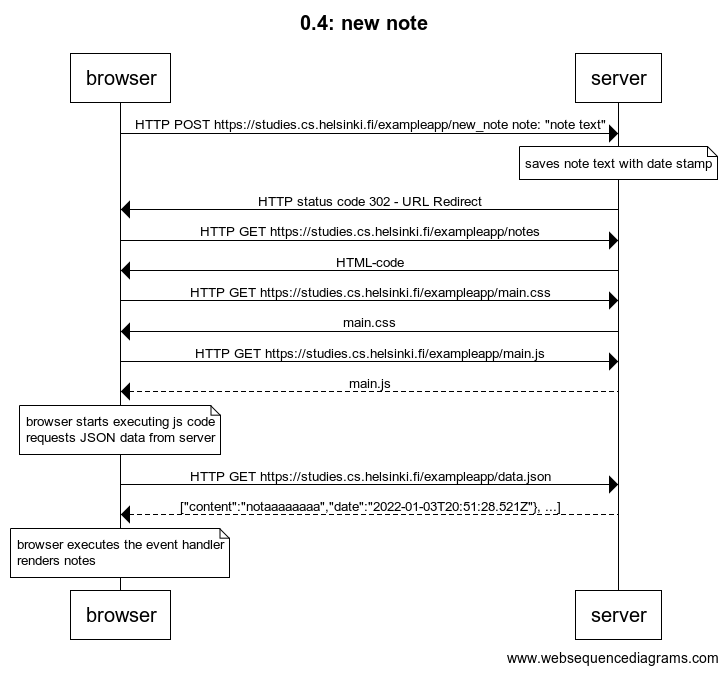 0.4: new note
browser
server
HTTP POST https://studies.cs.helsinki.fi/exampleapp/new_note note: "note text"
saves note text with date stamp
HTTP status code 302 - URL Redirect
HTTP GET https://studies.cs.helsinki.fi/exampleapp/notes
HTML-code
HTTP GET https://studies.cs.helsinki.fi/exampleapp/main.css
main.css
HTTP GET https://studies.cs.helsinki.fi/exampleapp/main.js
main.js
browser starts executing js code
requests JSON data from server
HTTP GET https://studies.cs.helsinki.fi/exampleapp/data.json
["content":"notaaaaaaaa","date":"2022-01-03T20:51:28.521Z"}, ...]
browser executes the event handler
renders notes
browser
server
www.websequencediagrams.com